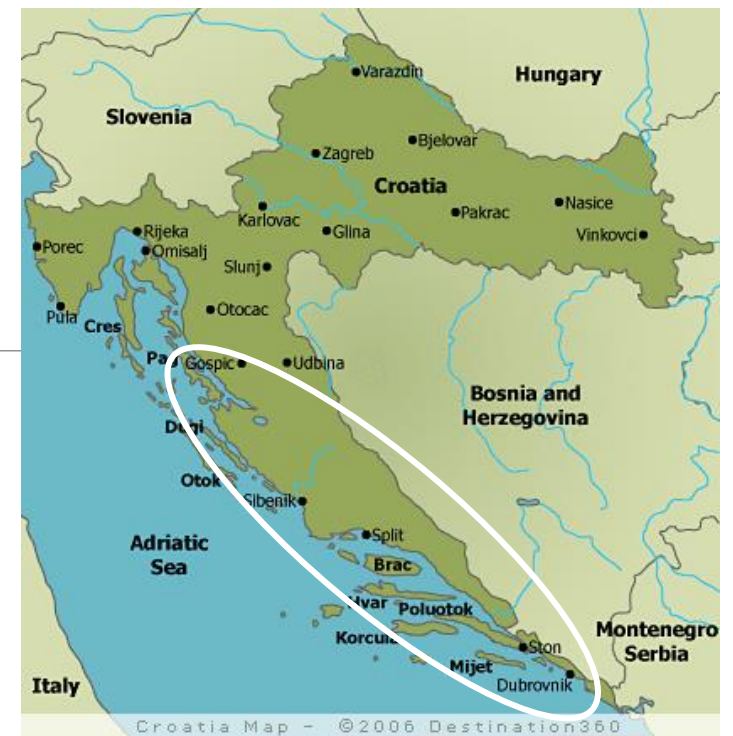 Varazdin
Hungary
Slovenia
Bjelovar
Zagreb
Croatia
Nasice
Karlovac
Pakrac
Rijeka
Glina
Vinkovci
Porec
Omisalj
Slunj
Otocac
Pula
Cres
Pag
Gospic
Udbina
Bosnia and
Herzegovina
Dugi
Otok
Sibenik
Split
Adriatic
Sea
Brac
Hvar
Poluotok
Korcula
Montenegro
Serbia
Ston
Mijet
Dubrovnik
Italy
Croatia Map - ©2006 Destination360